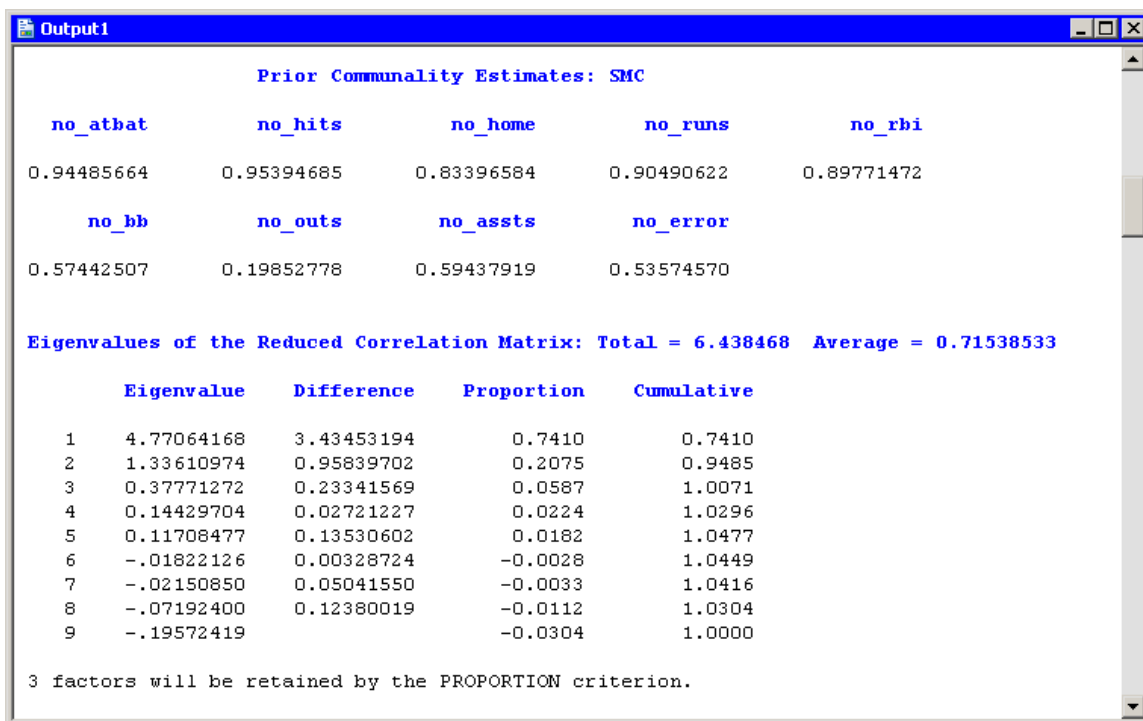 Output1
Prior Communality Estimates: SMC
no_atbat no_hits no_home no_runs no_rbi
0.94485664 0.95394685 0.83396584 0.90490622 0.89771472
no_bb no_outs no_assts no_error
0.57442507 0.19852778 0.59437919 0.53574570
Eigenvalues of the Reduced Correlation Matrix: Total = 6.438468 Average = 0.71538533
Eigenvalue Difference Proportion Cumulative
1 4.77064168 3.43453194 0.7410 0.7410
2 1.33610974 0.95839702 0.2075 0.9485
3 0.37771272 0.23341569 0.0587 1.0071
4 0.14429704 0.02721227 0.0224 1.0296
5 0.11708477 0.13530602 0.0182 1.0477
6 -.01822126 0.00328724 -0.0028 1.0449
7 -.02150850 0.05041550 -0.0033 1.0416
8 -.07192400 0.12380019 -0.0112 1.0304
9 -.19572419 -0.0304 1.0000
3 factors will be retained by the PROPORTION criterion.